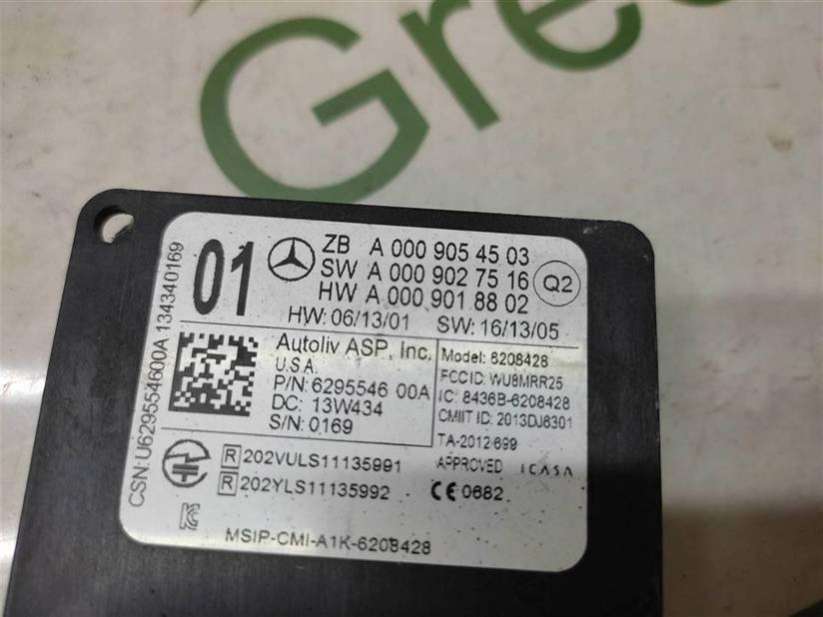 Gree
01
ZB A 000 905 45 03
SW A 000 902 75 16
HW A 000 901 88 02
Q2
HW: 06/13/01 SW: 16/13/05
Autoliv ASP, Inc.
U.S.A.
P/N: 6295546 00A
DC: 13W434
S/N: 0169
Model: 6208428
FCC ID: WU8MRR25
IC: 8436B-6208428
CMIIT ID: 2013DJ6301
TA-2012/699
APPROVED ICASA
R 202VULS11135991
R 202YLS11135992
CE 0682
MSIP-CMI-A1K-6208428
CSN: U629554600A 134340169